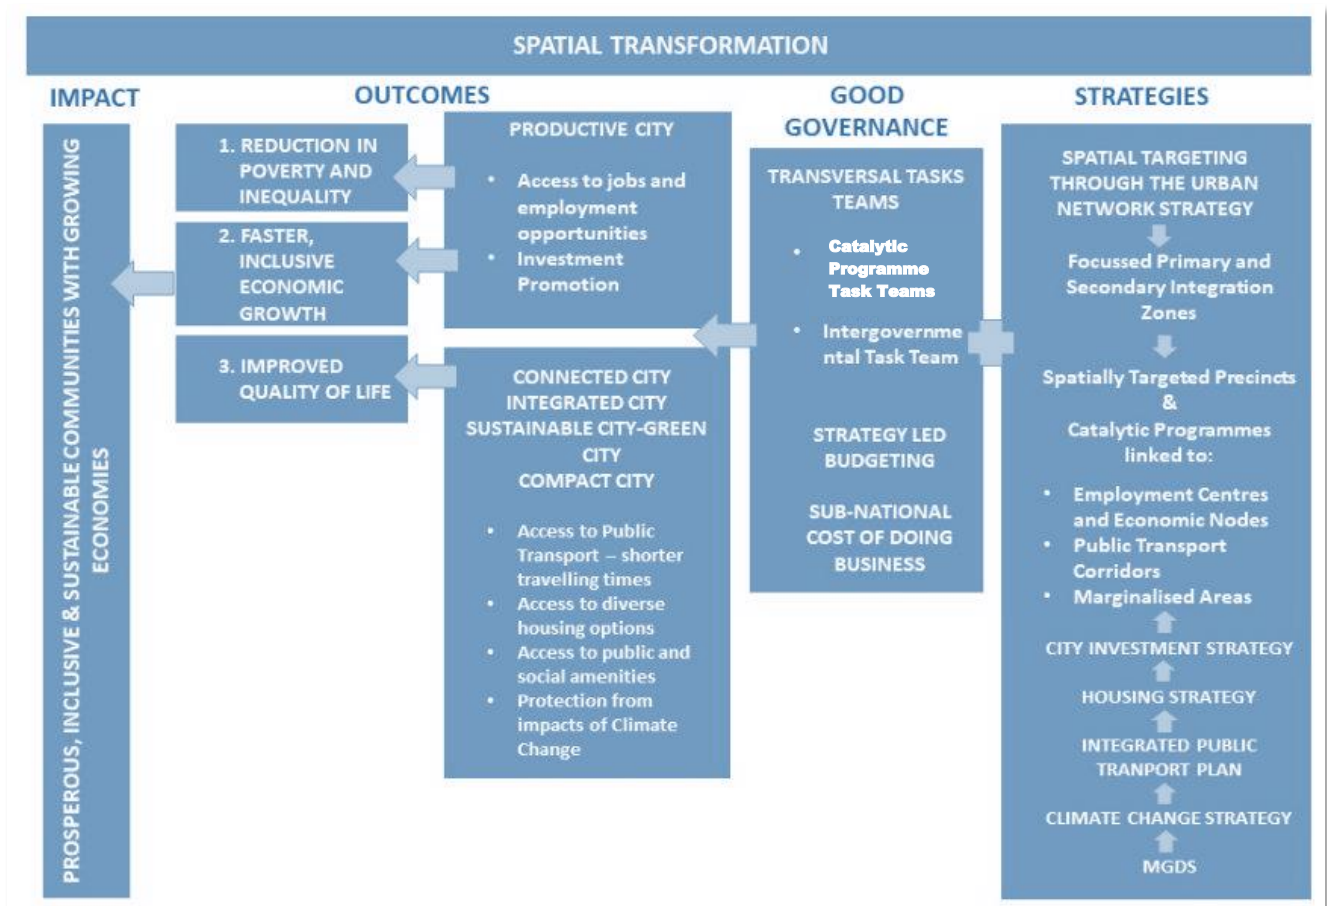 SPATIAL TRANSFORMATION
IMPACT
PROSPEROUS, INCLUSIVE & SUSTAINABLE COMMUNITIES WITH GROWING
ECONOMIES
OUTCOMES
1. REDUCTION IN
POVERTY AND
INEQUALITY
2. FASTER,
INCLUSIVE
ECONOMIC
GROWTH
3. IMPROVED
QUALITY OF LIFE
PRODUCTIVE CITY
• Access to jobs and
employment
opportunities
• Investment
Promotion
CONNECTED CITY
INTEGRATED CITY
SUSTAINABLE CITY-GREEN
CITY
COMPACT CITY
• Access to Public
Transport – shorter
travelling times
• Access to diverse
housing options
• Access to public and
social amenities
• Protection from
impacts of Climate
Change
GOOD
GOVERNANCE
TRANSVERSAL TASKS
TEAMS
• Catalytic
Programme
Task Teams
• Intergovernme
ntal Task Team
STRATEGY LED
BUDGETING
SUB-NATIONAL
COST OF DOING
BUSINESS
STRATEGIES
SPATIAL TARGETING
THROUGH THE URBAN
NETWORK STRATEGY
Focussed Primary and
Secondary Integration
Zones
Spatially Targeted Precincts
&
Catalytic Programmes
linked to:
• Employment Centres
and Economic Nodes
• Public Transport
Corridors
• Marginalised Areas
CITY INVESTMENT STRATEGY
HOUSING STRATEGY
INTEGRATED PUBLIC
TRANPORT PLAN
CLIMATE CHANGE STRATEGY
MGDS